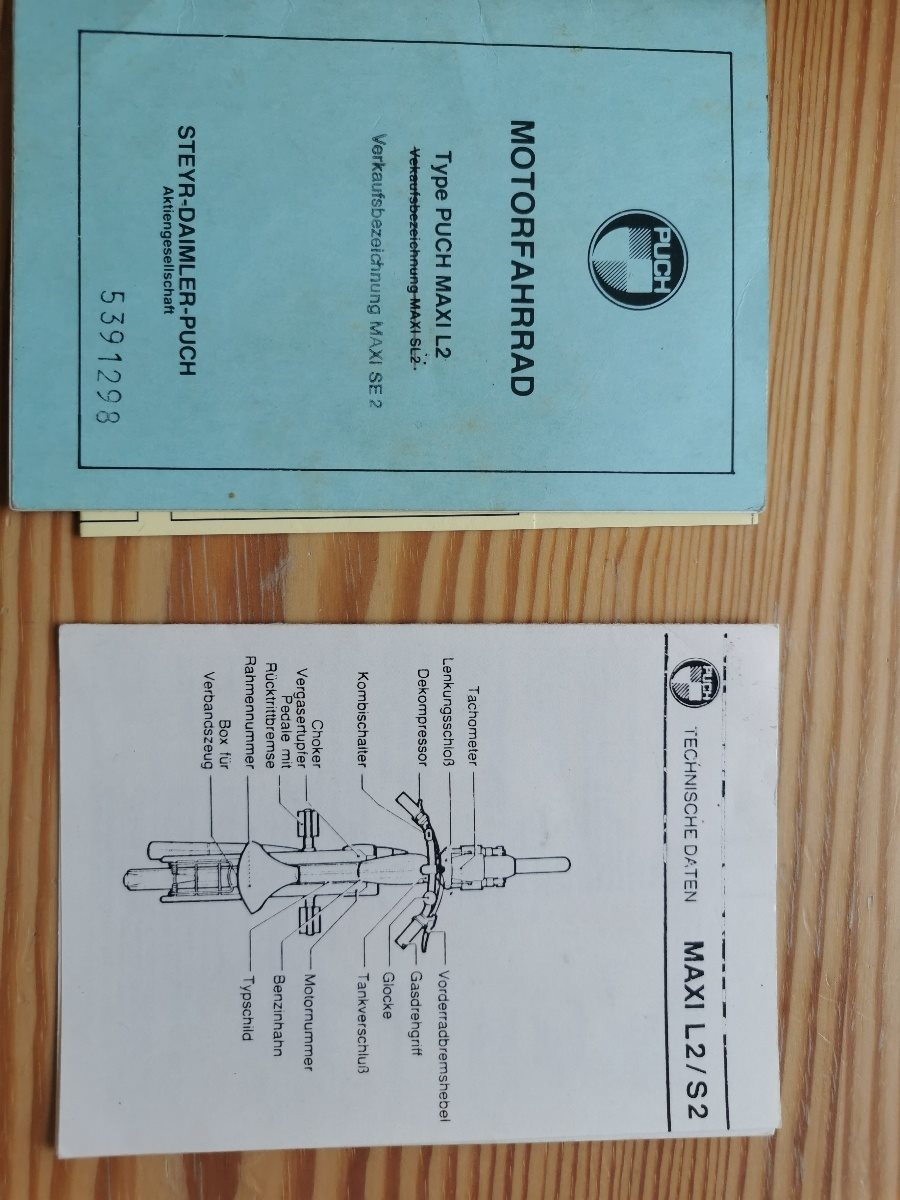 PUCH
MOTORFAHRRAD
Type PUCH MAXI L2
Vekaufsbezeichnung MAXI SL2
Verkaufsbezeichnung MAXI SE 2
STEYR-DAIMLER-PUCH
Aktiengesellschaft
5391298
PUCH
TECHNISCHE DATEN MAXI L2/S2
Tachometer
Lenkungsschloß
Dekompressor
Kombischalter
Choker
Vergasertupfer
Pedale mit
Rücktrittbremse
Rahmennummer
Box für
Verbandszeug
Vorderradbremshebel
Gasdrehgriff
Glocke
Tankverschluß
Motornummer
Benzinhahn
Typschild